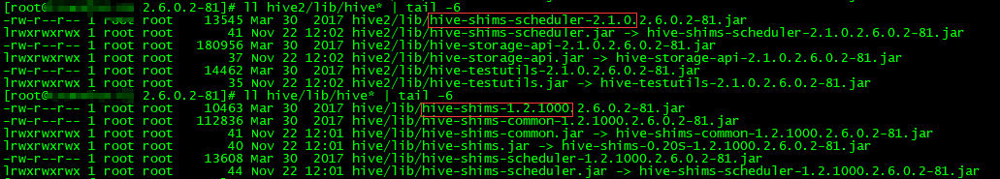 [root@ 2.6.0.2-81]# ll hive2/lib/hive* | tail -6
-rw-r--r-- 1 root root 13545 Mar 30 2017 hive2/lib/hive-shims-scheduler-2.1.0.2.6.0.2-81.jar
lrwxrwxrwx 1 root root 41 Nov 22 12:02 hive2/lib/hive-shims-scheduler.jar -> hive-shims-scheduler-2.1.0.2.6.0.2-81.jar
-rw-r--r-- 1 root root 180956 Mar 30 2017 hive2/lib/hive-storage-api-2.1.0.2.6.0.2-81.jar
lrwxrwxrwx 1 root root 37 Nov 22 12:02 hive2/lib/hive-storage-api.jar -> hive-storage-api-2.1.0.2.6.0.2-81.jar
-rw-r--r-- 1 root root 14462 Mar 30 2017 hive2/lib/hive-testutils-2.1.0.2.6.0.2-81.jar
lrwxrwxrwx 1 root root 35 Nov 22 12:02 hive2/lib/hive-testutils.jar -> hive-testutils-2.1.0.2.6.0.2-81.jar
[root@ 2.6.0.2-81]# ll hive/lib/hive* | tail -6
-rw-r--r-- 1 root root 10463 Mar 30 2017 hive/lib/hive-shims-1.2.1000.2.6.0.2-81.jar
-rw-r--r-- 1 root root 112836 Mar 30 2017 hive/lib/hive-shims-common-1.2.1000.2.6.0.2-81.jar
lrwxrwxrwx 1 root root 41 Nov 22 12:01 hive/lib/hive-shims-common.jar -> hive-shims-common-1.2.1000.2.6.0.2-81.jar
lrwxrwxrwx 1 root root 40 Nov 22 12:01 hive/lib/hive-shims.jar -> hive-shims-0.20S-1.2.1000.2.6.0.2-81.jar
-rw-r--r-- 1 root root 13608 Mar 30 2017 hive/lib/hive-shims-scheduler-1.2.1000.2.6.0.2-81.jar
lrwxrwxrwx 1 root root 44 Nov 22 12:01 hive/lib/hive-shims-scheduler.jar -> hive-shims-scheduler-1.2.1000.2.6.0.2-81.jar